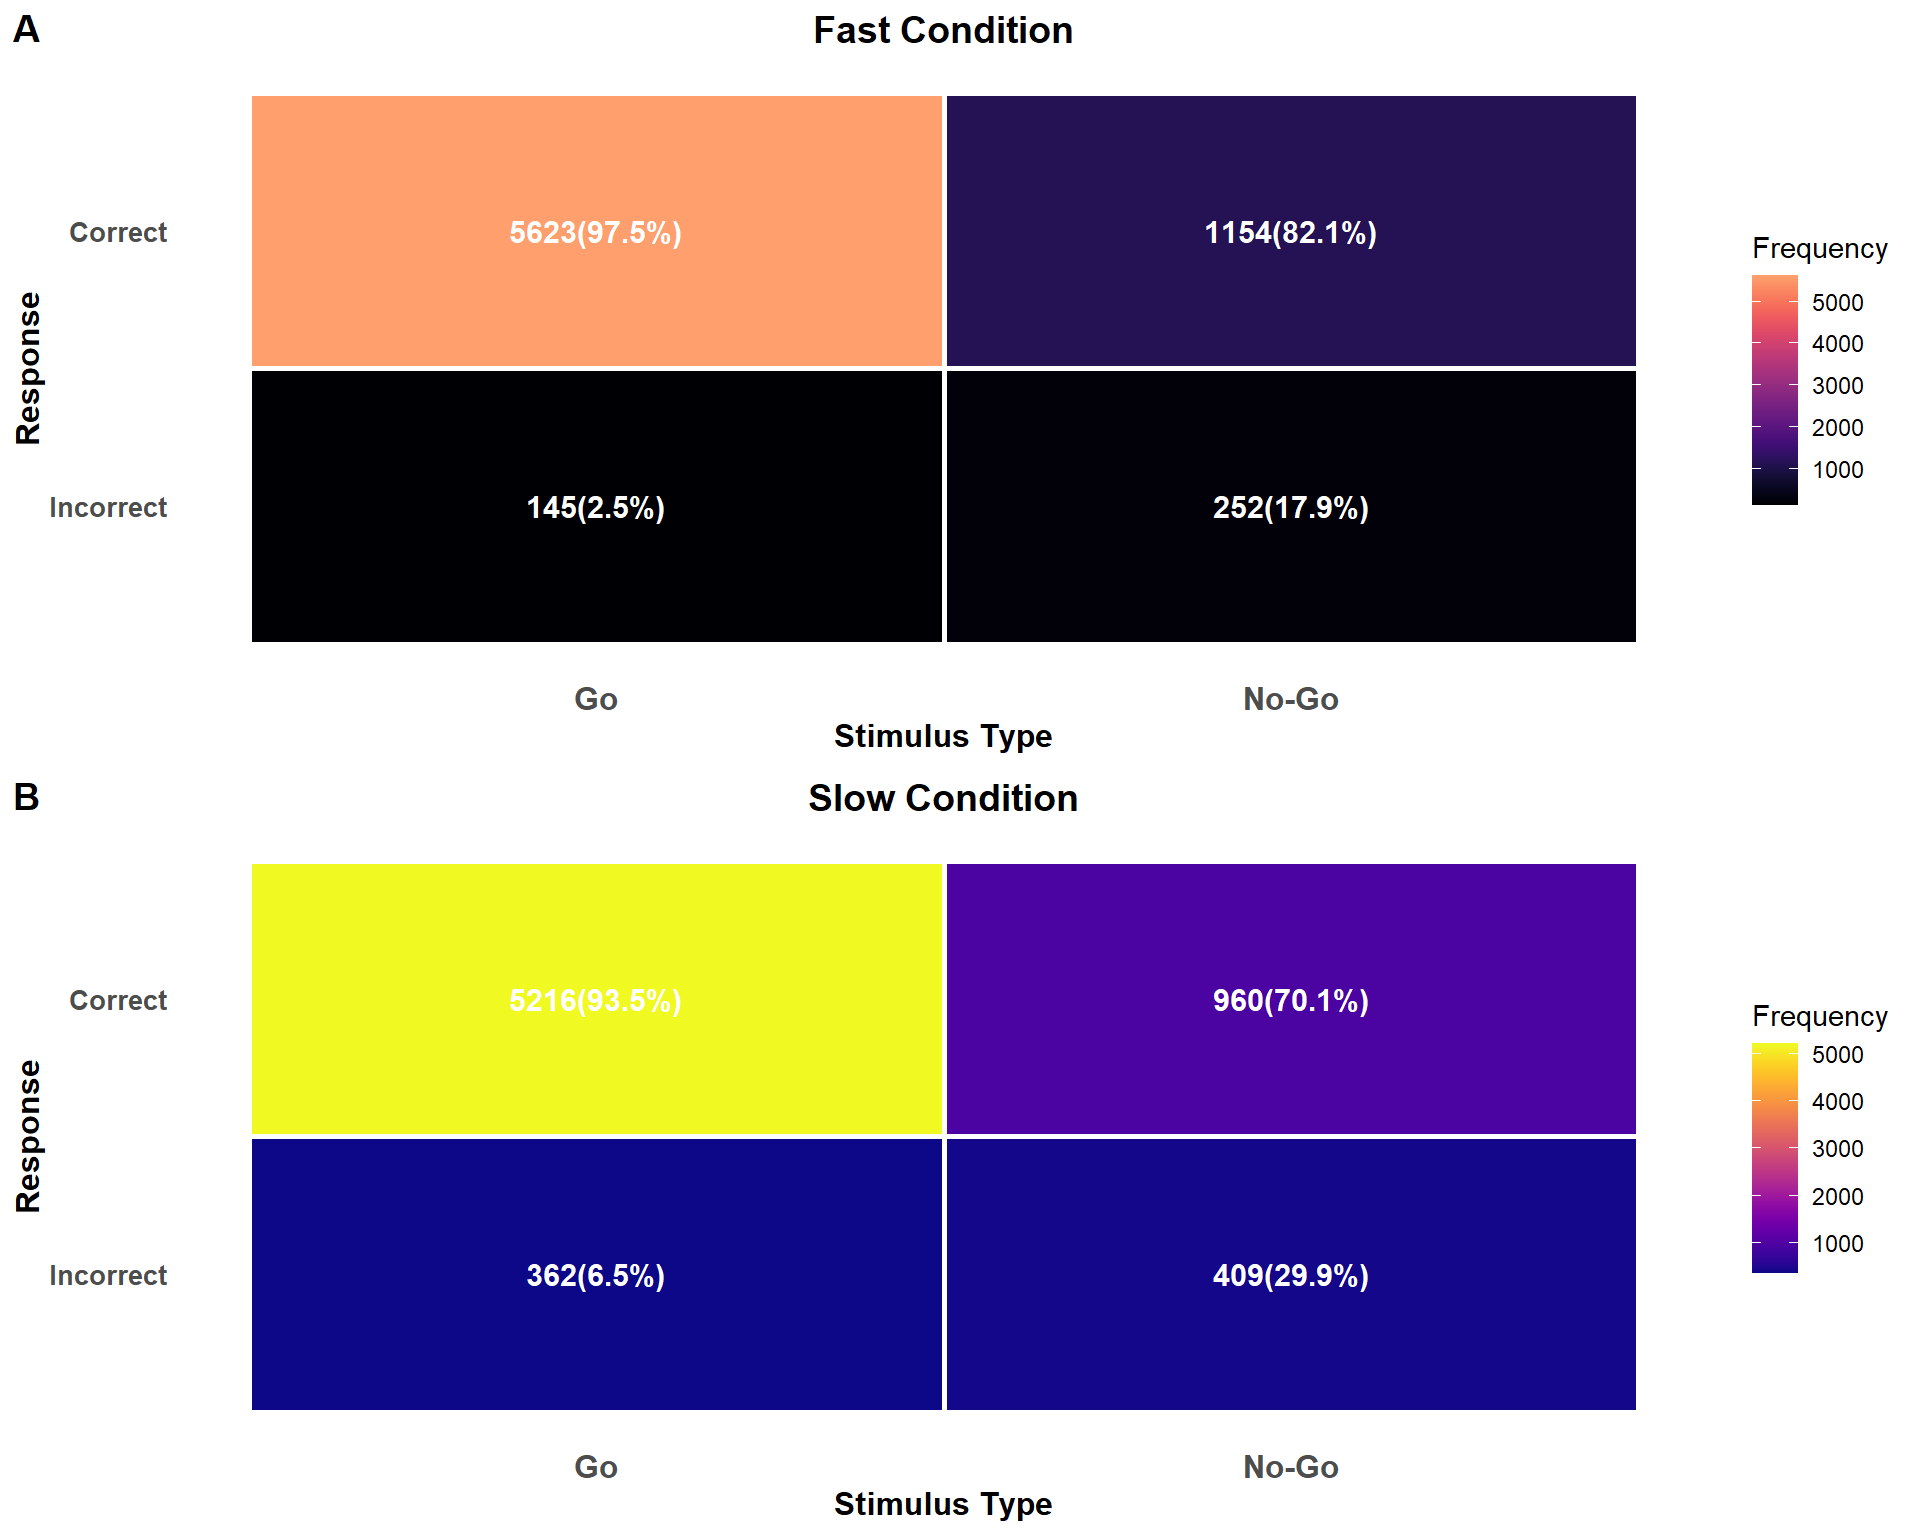 A
Fast Condition
Correct
5623(97.5%)
1154(82.1%)
Response
Incorrect
145(2.5%)
252(17.9%)
Go
No-Go
Stimulus Type
Frequency
5000
4000
3000
2000
1000
B
Slow Condition
Correct
5216(93.5%)
960(70.1%)
Response
Incorrect
362(6.5%)
409(29.9%)
Go
No-Go
Stimulus Type
Frequency
5000
4000
3000
2000
1000